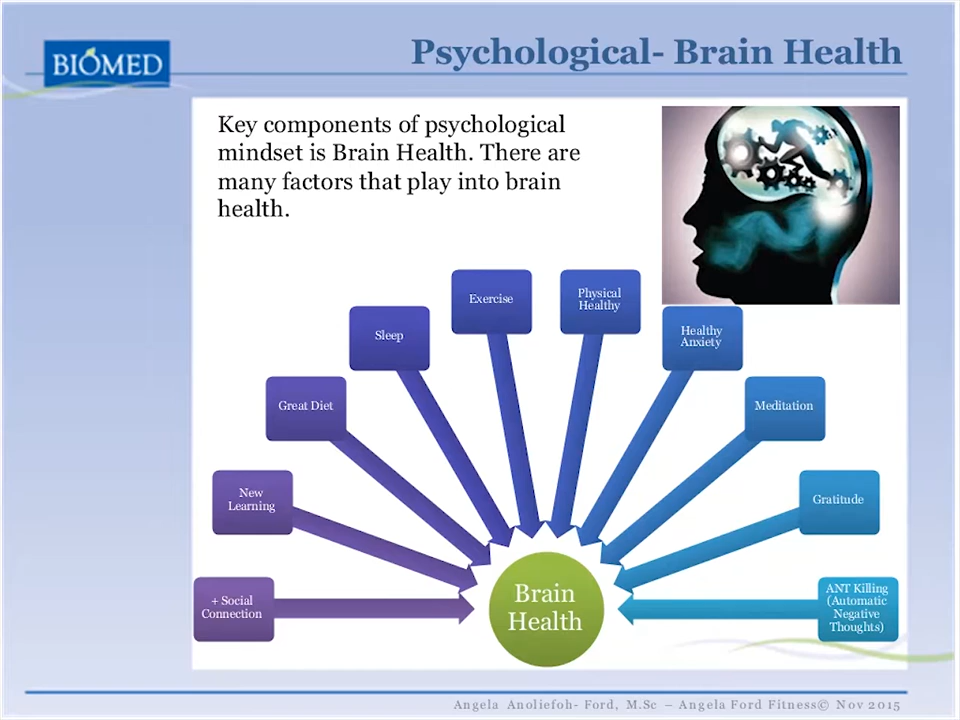 BIOMED
Psychological- Brain Health
Key components of psychological
mindset is Brain Health. There are
many factors that play into brain
health.
+ Social
Connection
New
Learning
Great Diet
Sleep
Exercise
Physical
Healthy
Healthy
Anxiety
Meditation
Gratitude
ANT Killing
(Automatic
Negative
Thoughts)
Brain
Health
Angela Anoliefoh- Ford, M.Sc – Angela Ford Fitness© Nov 2015